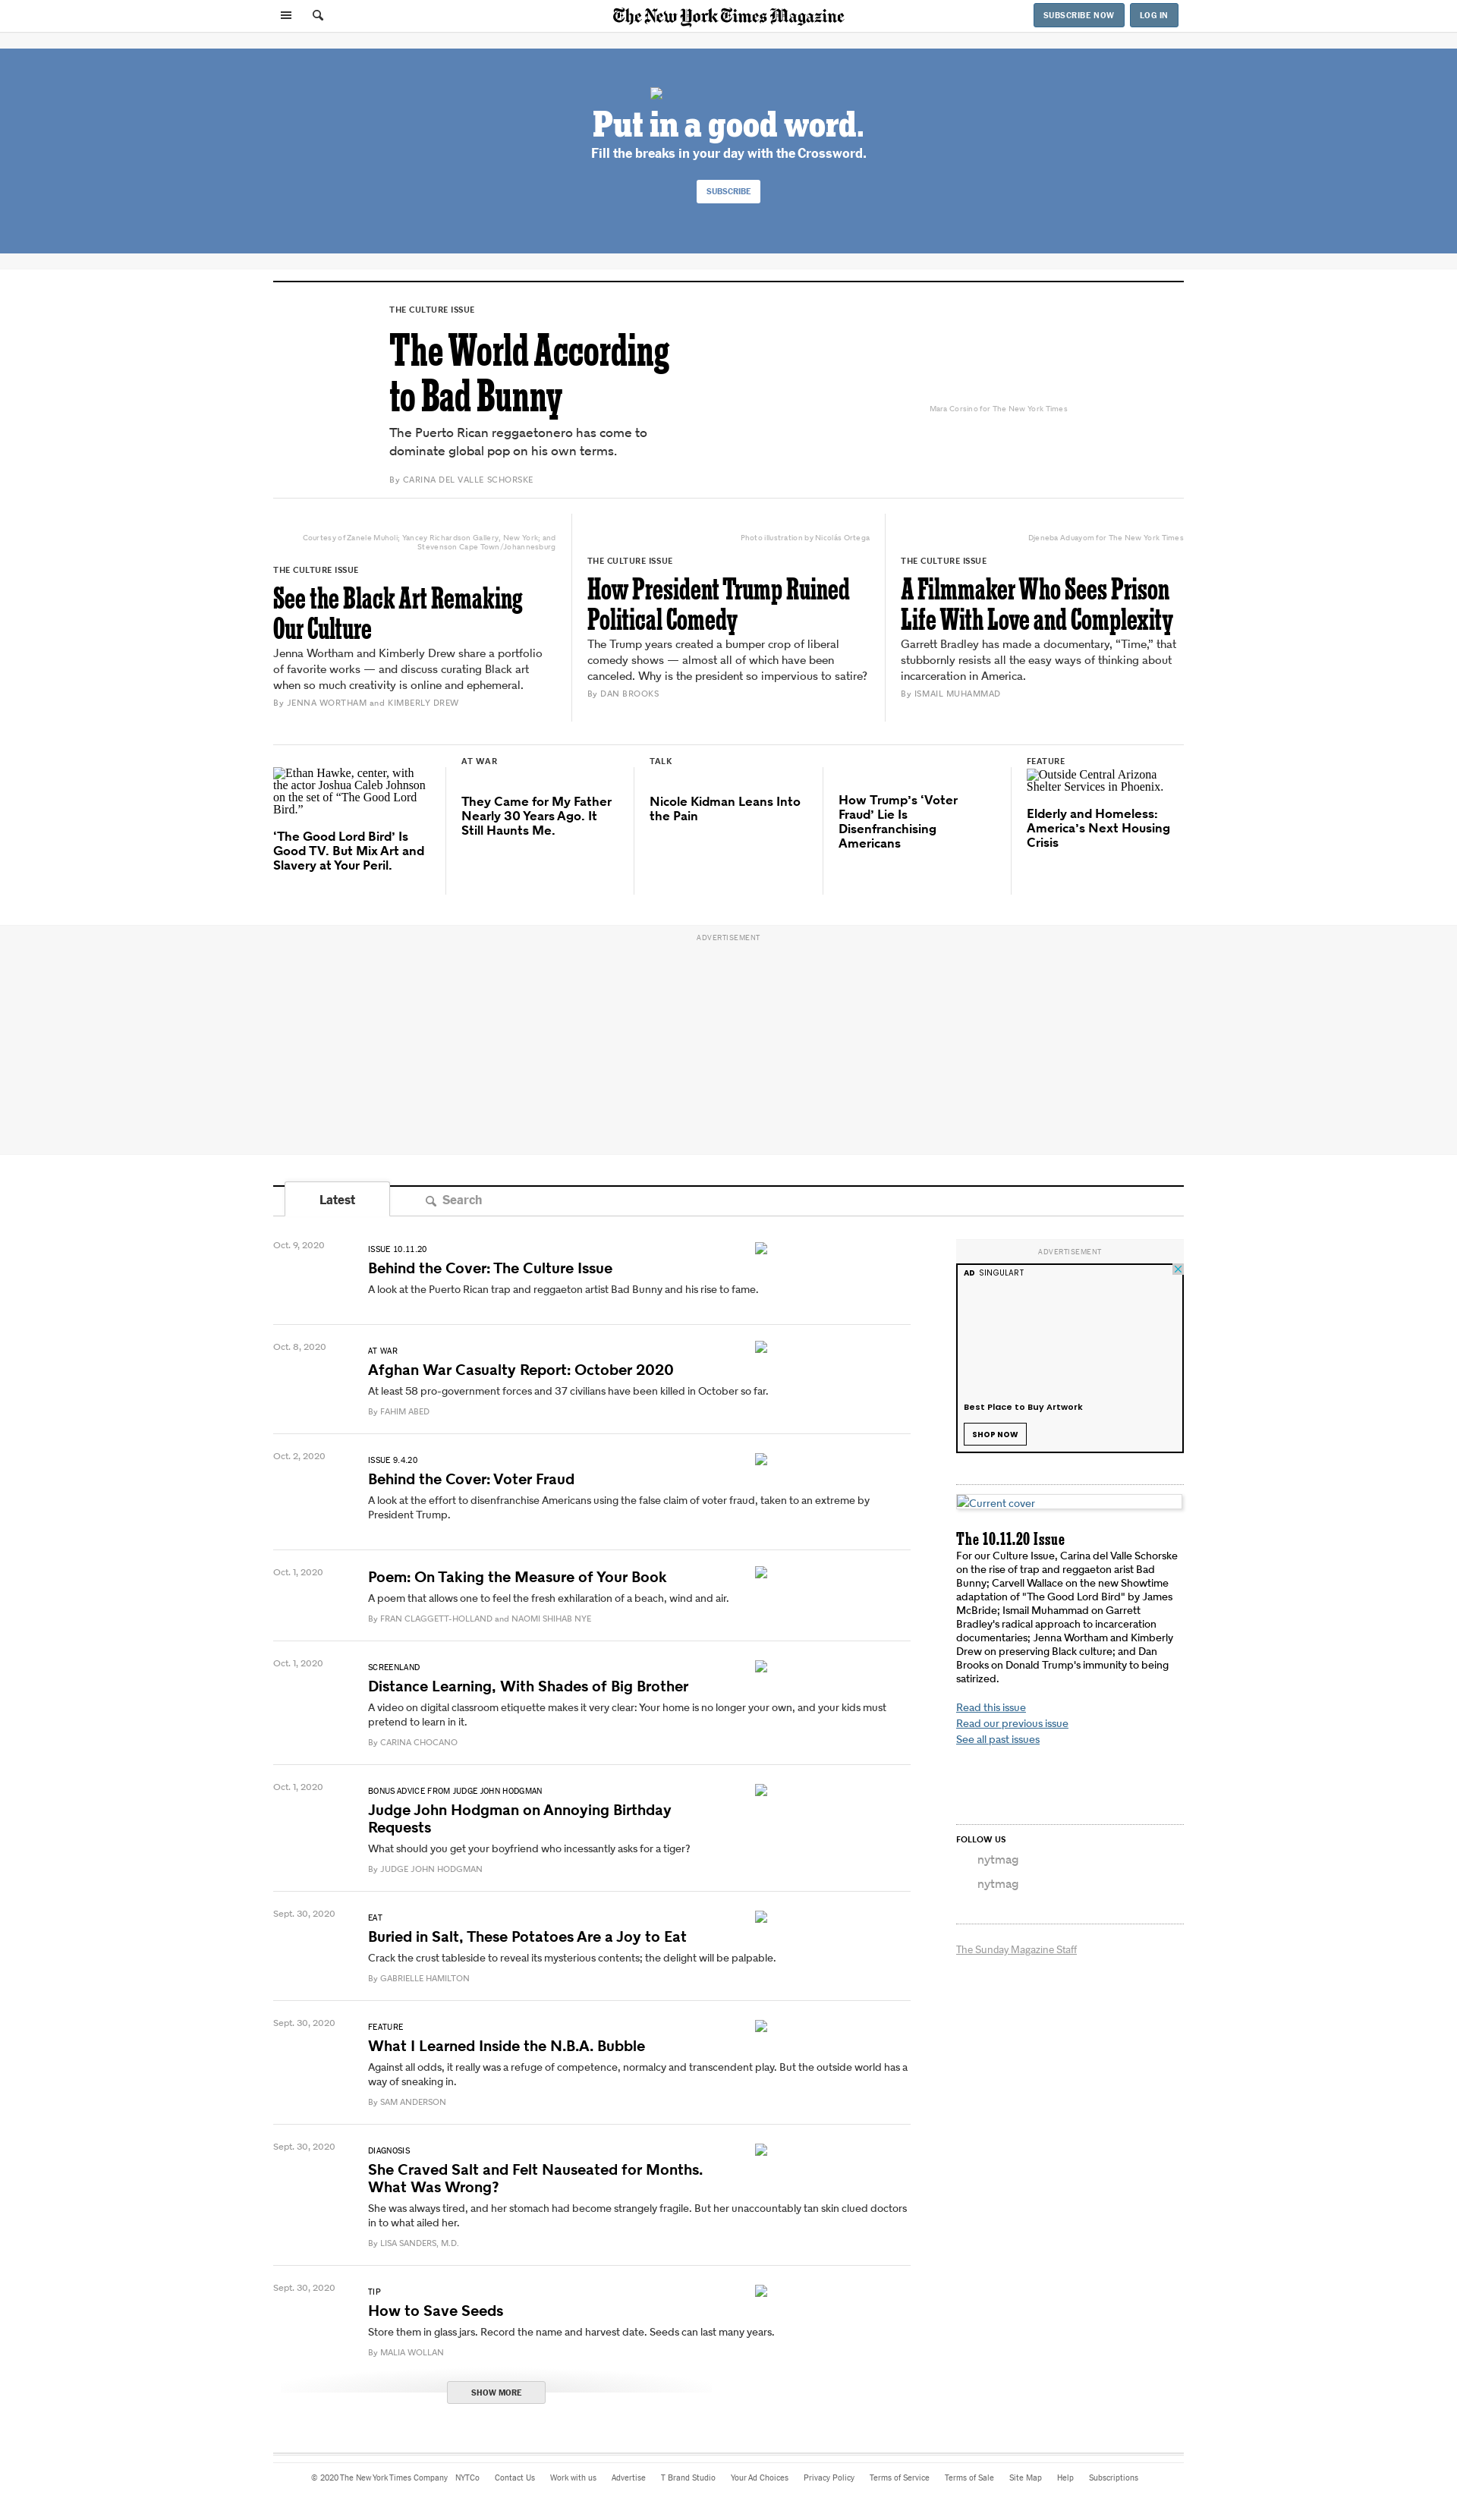 The New York Times Magazine
SUBSCRIBE NOW
LOG IN
Put in a good word.
Fill the breaks in your day with the Crossword.
SUBSCRIBE
THE CULTURE ISSUE
The World According
to Bad Bunny
The Puerto Rican reggaetonero has come to
dominate global pop on his own terms.
By CARINA DEL VALLE SCHORSKE
Mara Corsino for The New York Times
Courtesy of Zanele Muholi; Yancey Richardson Gallery, New York; and
Stevenson Cape Town/Johannesburg
THE CULTURE ISSUE
See the Black Art Remaking
Our Culture
Jenna Wortham and Kimberly Drew share a portfolio
of favorite works — and discuss curating Black art
when so much creativity is online and ephemeral.
By JENNA WORTHAM and KIMBERLY DREW
Photo illustration by Nicolás Ortega
THE CULTURE ISSUE
How President Trump Ruined
Political Comedy
The Trump years created a bumper crop of liberal
comedy shows — almost all of which have been
canceled. Why is the president so impervious to satire?
By DAN BROOKS
Djeneba Aduayom for The New York Times
THE CULTURE ISSUE
A Filmmaker Who Sees Prison
Life With Love and Complexity
Garrett Bradley has made a documentary, “Time,” that
stubbornly resists all the easy ways of thinking about
incarceration in America.
By ISMAIL MUHAMMAD
Ethan Hawke, center, with
the actor Joshua Caleb Johnson
on the set of “The Good Lord
Bird.”
‘The Good Lord Bird’ Is
Good TV. But Mix Art and
Slavery at Your Peril.
AT WAR
They Came for My Father
Nearly 30 Years Ago. It
Still Haunts Me.
TALK
Nicole Kidman Leans Into
the Pain
How Trump’s ‘Voter
Fraud’ Lie Is
Disenfranchising
Americans
FEATURE
Outside Central Arizona
Shelter Services in Phoenix.
Elderly and Homeless:
America’s Next Housing
Crisis
ADVERTISEMENT
Latest
Search
Oct. 9, 2020
ISSUE 10.11.20
Behind the Cover: The Culture Issue
A look at the Puerto Rican trap and reggaeton artist Bad Bunny and his rise to fame.
Oct. 8, 2020
AT WAR
Afghan War Casualty Report: October 2020
At least 58 pro-government forces and 37 civilians have been killed in October so far.
By FAHIM ABED
Oct. 2, 2020
ISSUE 9.4.20
Behind the Cover: Voter Fraud
A look at the effort to disenfranchise Americans using the false claim of voter fraud, taken to an extreme by
President Trump.
Oct. 1, 2020
Poem: On Taking the Measure of Your Book
A poem that allows one to feel the fresh exhilaration of a beach, wind and air.
By FRAN CLAGGETT-HOLLAND and NAOMI SHIHAB NYE
Oct. 1, 2020
SCREENLAND
Distance Learning, With Shades of Big Brother
A video on digital classroom etiquette makes it very clear: Your home is no longer your own, and your kids must
pretend to learn in it.
By CARINA CHOCANO
Oct. 1, 2020
BONUS ADVICE FROM JUDGE JOHN HODGMAN
Judge John Hodgman on Annoying Birthday
Requests
What should you get your boyfriend who incessantly asks for a tiger?
By JUDGE JOHN HODGMAN
Sept. 30, 2020
EAT
Buried in Salt, These Potatoes Are a Joy to Eat
Crack the crust tableside to reveal its mysterious contents; the delight will be palpable.
By GABRIELLE HAMILTON
Sept. 30, 2020
FEATURE
What I Learned Inside the N.B.A. Bubble
Against all odds, it really was a refuge of competence, normalcy and transcendent play. But the outside world has a
way of sneaking in.
By SAM ANDERSON
Sept. 30, 2020
DIAGNOSIS
She Craved Salt and Felt Nauseated for Months.
What Was Wrong?
She was always tired, and her stomach had become strangely fragile. But her unaccountably tan skin clued doctors
in to what ailed her.
By LISA SANDERS, M.D.
Sept. 30, 2020
TIP
How to Save Seeds
Store them in glass jars. Record the name and harvest date. Seeds can last many years.
By MALIA WOLLAN
SHOW MORE
ADVERTISEMENT
AD SINGULART
Best Place to Buy Artwork
SHOP NOW
Current cover
The 10.11.20 Issue
For our Culture Issue, Carina del Valle Schorske
on the rise of trap and reggaeton arist Bad
Bunny; Carvell Wallace on the new Showtime
adaptation of "The Good Lord Bird" by James
McBride; Ismail Muhammad on Garrett
Bradley's radical approach to incarceration
documentaries; Jenna Wortham and Kimberly
Drew on preserving Black culture; and Dan
Brooks on Donald Trump's immunity to being
satirized.
Read this issue
Read our previous issue
See all past issues
FOLLOW US
nytmag
nytmag
The Sunday Magazine Staff
© 2020 The New York Times Company NYTCo Contact Us Work with us Advertise T Brand Studio Your Ad Choices Privacy Policy Terms of Service Terms of Sale Site Map Help Subscriptions